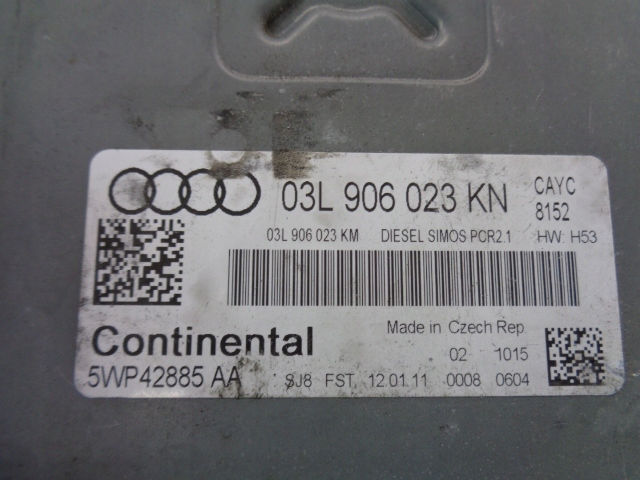 03L 906 023 KN
CAYC
8152
03L 906 023 KM DIESEL SIMOS PCR2.1 HW: H53
Continental
Made in Czech Rep.
02 1015
5WP42885 AA
SJ8 FST 12.01.11 0008 0604